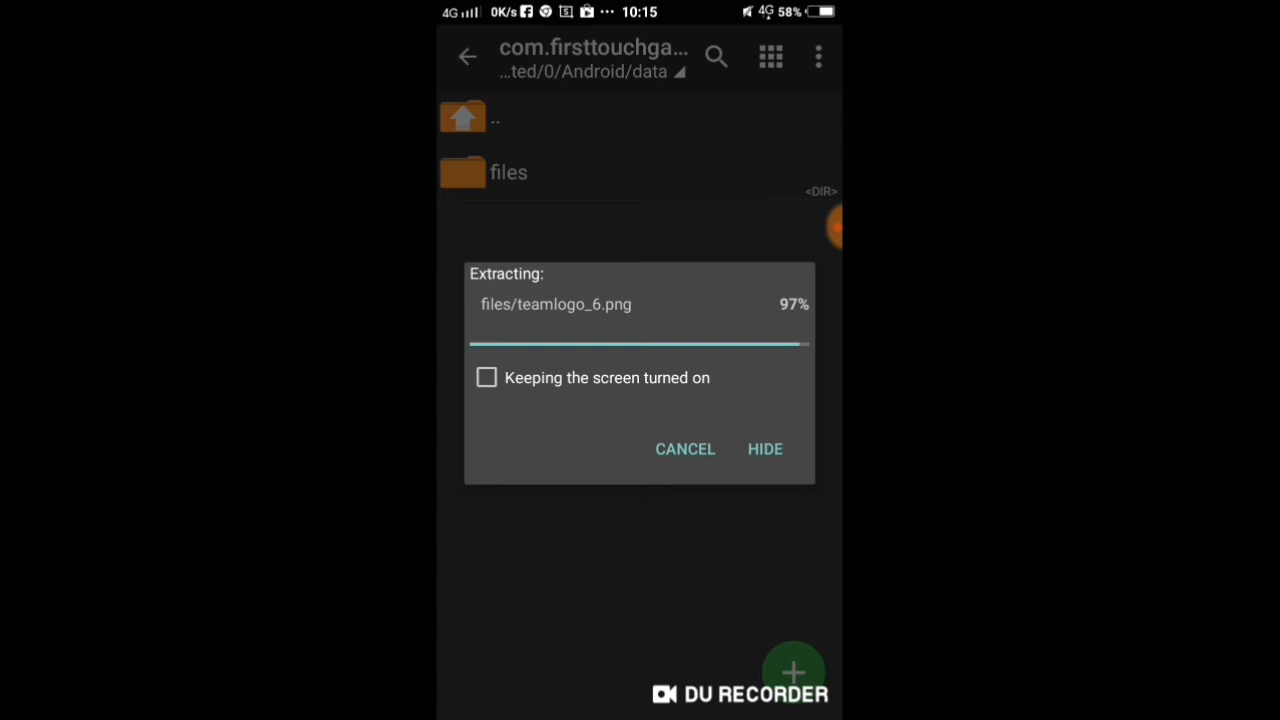 4G 0K/s ... 10:15 4G 58%
com.firsttouchga...
...ted/0/Android/data
..
files
<DIR>
Extracting:
files/teamlogo_6.png 97%
Keeping the screen turned on
CANCEL HIDE
DU RECORDER